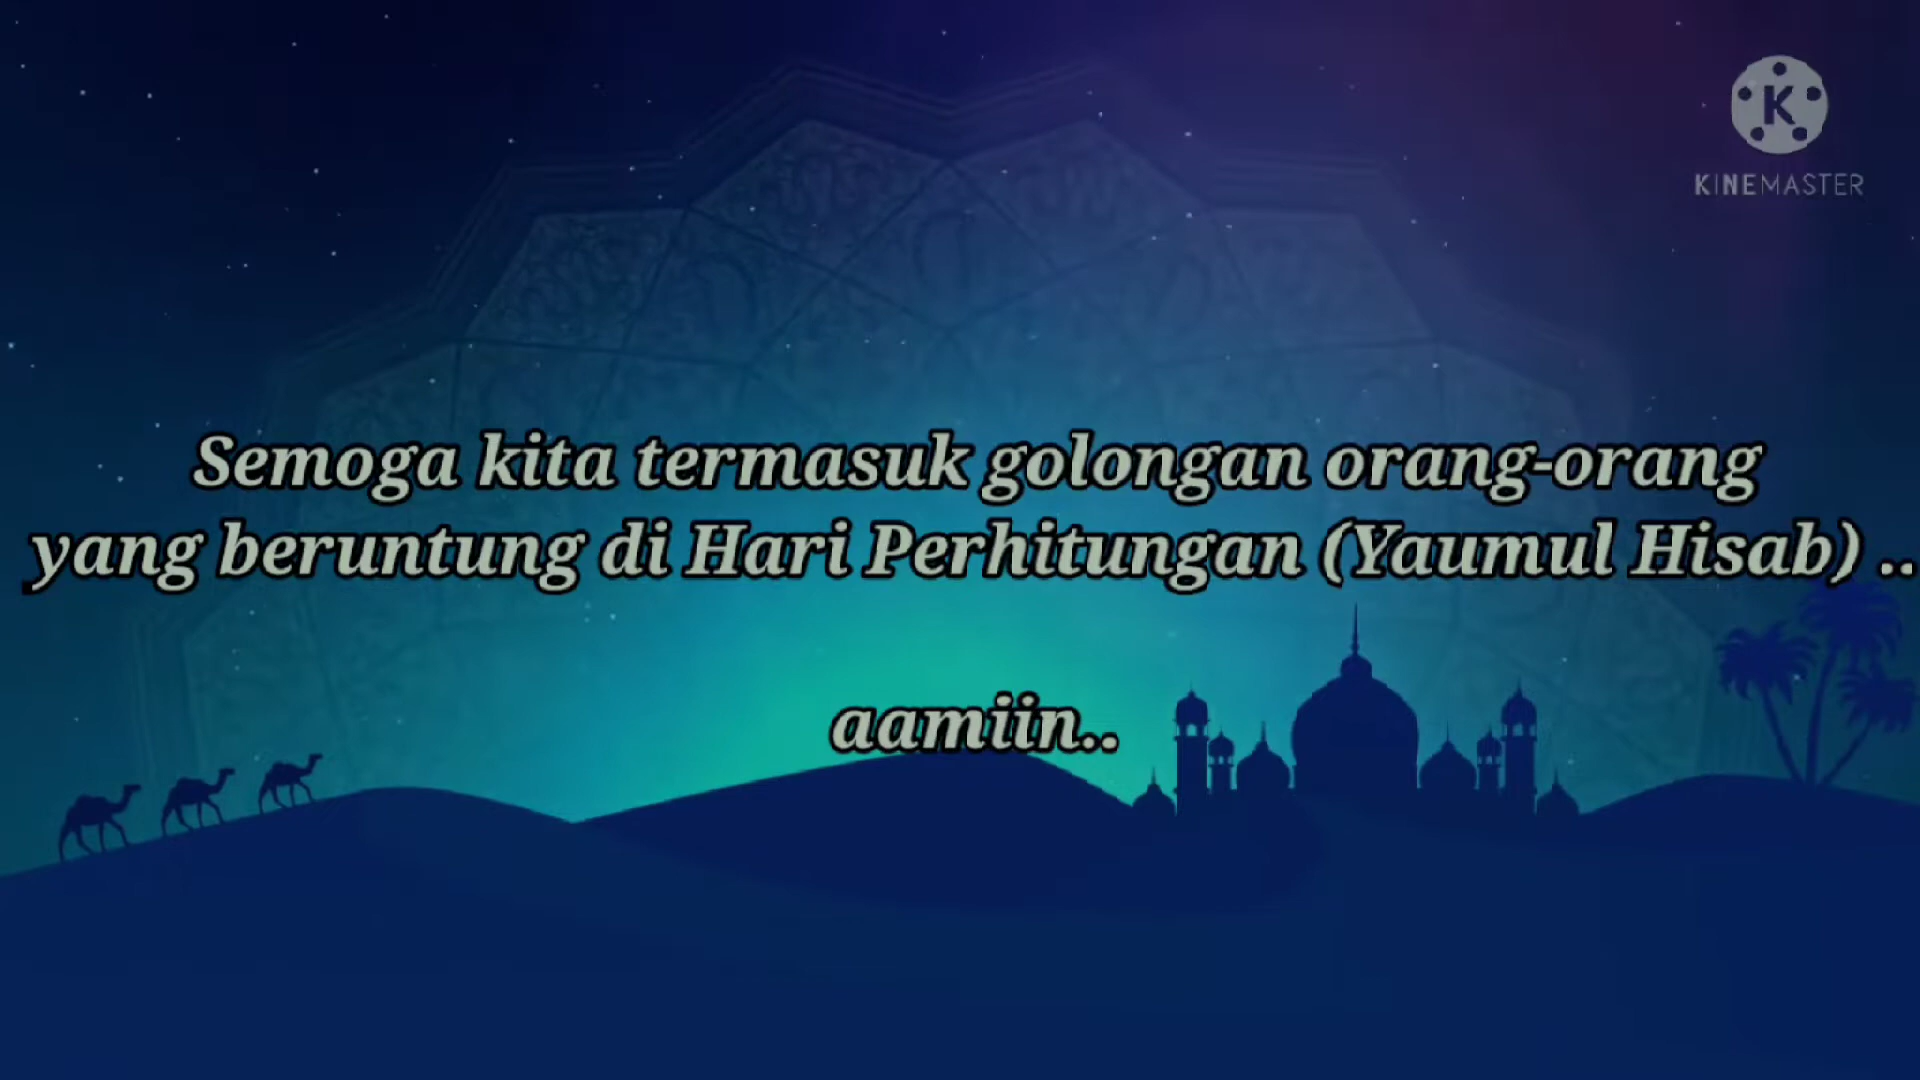 K
KINEMASTER
Semoga kita termasuk golongan orang-orang
yang beruntung di Hari Perhitungan (Yaumul Hisab) ..
aamiin..